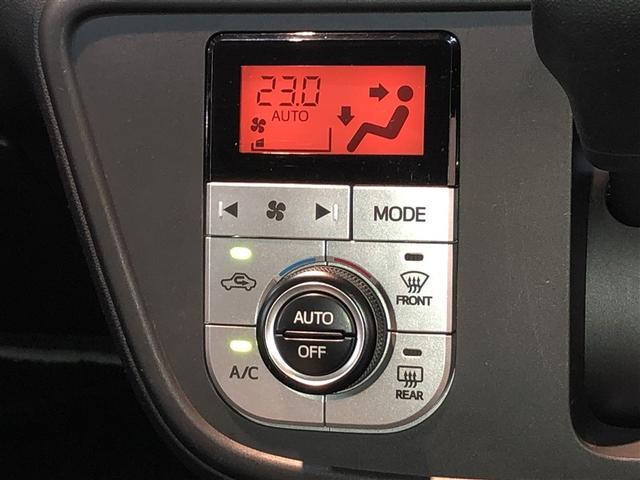 23.0
AUTO
MODE
FRONT
AUTO
OFF
A/C
REAR